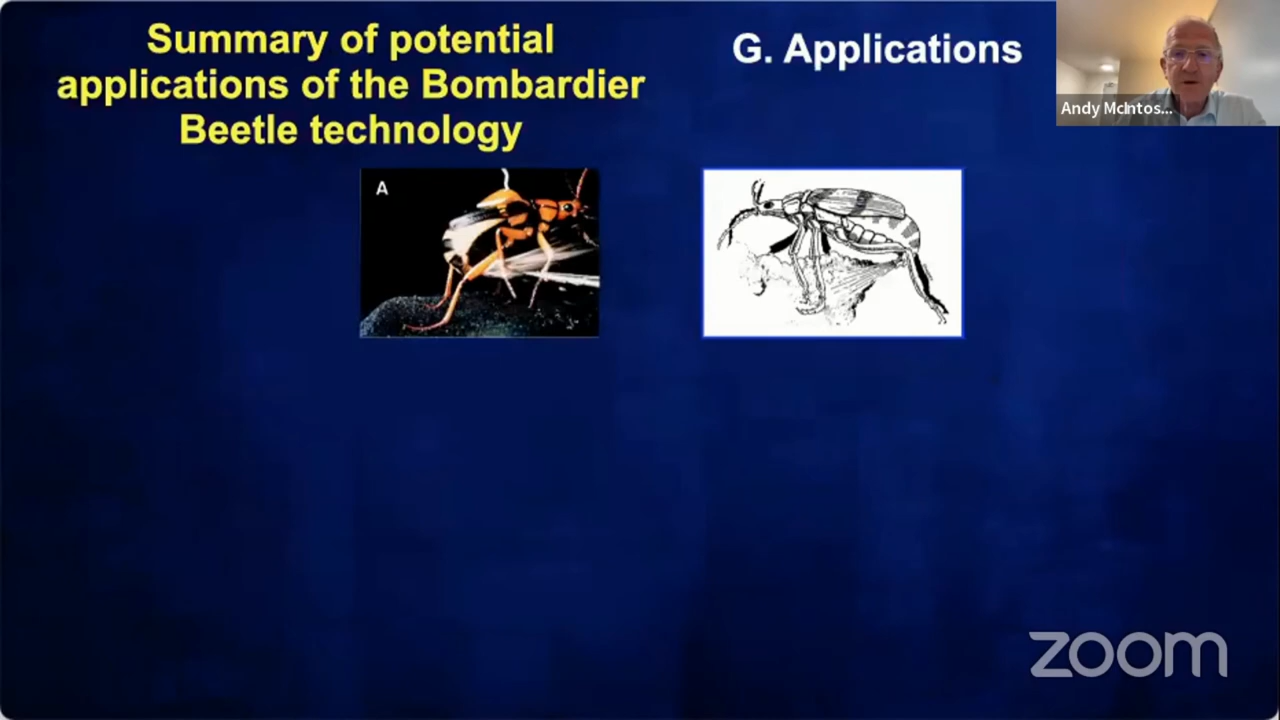 Summary of potential
applications of the Bombardier
Beetle technology
G. Applications
Andy McIntos...
A
zoom